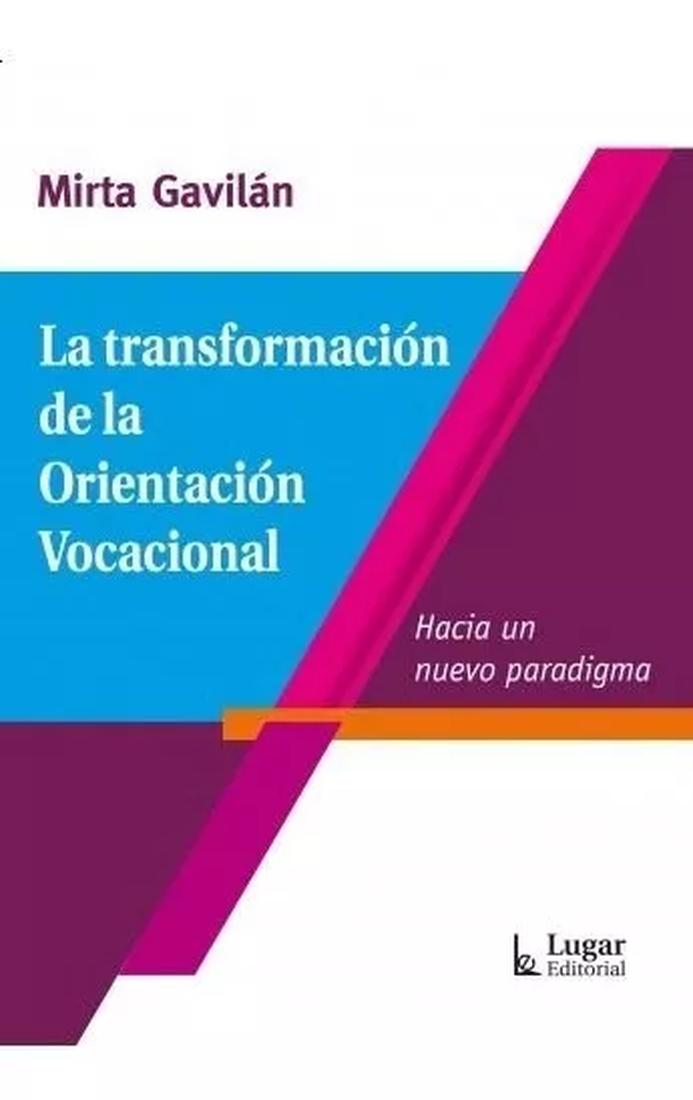 Mirta Gavilán
La transformación
de la
Orientación
Vocacional
Hacia un
nuevo paradigma
Lugar
Editorial